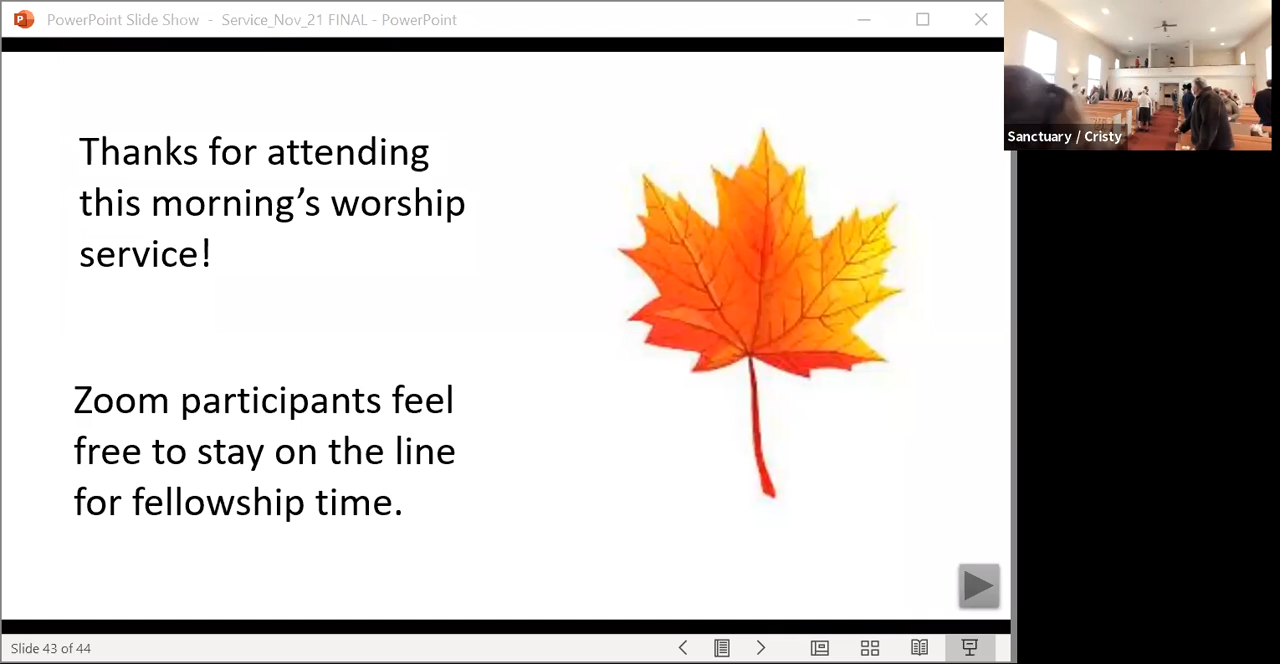 PowerPoint Slide Show - Service_Nov_21 FINAL - PowerPoint
Sanctuary / Cristy
Thanks for attending
this morning’s worship
service!
Zoom participants feel
free to stay on the line
for fellowship time.
Slide 43 of 44